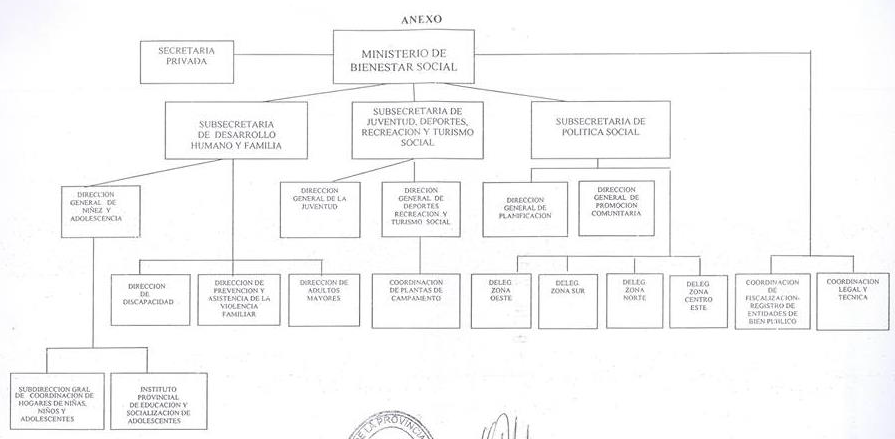 ANEXO
SECRETARIA
PRIVADA
MINISTERIO DE
BIENESTAR SOCIAL
SUBSECRETARIA
DE DESARROLLO
HUMANO Y FAMILIA
SUBSECRETARIA DE
JUVENTUD, DEPORTES,
RECREACION Y TURISMO
SOCIAL
SUBSECRETARIA DE
POLITICA SOCIAL
DIRECCION
GENERAL DE
NIÑEZ Y
ADOLESCENCIA
DIRECCION
GENERAL DE LA
JUVENTUD
DIRECION
GENERAL DE
DEPORTES
RECREACION Y
TURISMO SOCIAL
DIRECCION
GENERAL DE
PLANIFICACION
DIRECCION
GENERAL DE
PROMOCION
COMUNITARIA
DIRECCION
DE
DISCAPACIDAD
DIRECCION DE
PREVENCION Y
ASISTENCIA DE LA
VIOLENCIA
FAMILIAR
DIRECCION DE
ADULTOS
MAYORES
COORDINACION
DE PLANTAS DE
CAMPAMENTO
DELEG
ZONA
OESTE
DELEG
ZONA SUR
DELEG
ZONA
NORTE
DELEG
ZONA
CENTRO
ESTE
COORDINACION
DE
FISCALIZACION-
REGISTRO DE
ENTIDADES DE
BIEN PUBLICO
COORDINACION
LEGAL Y
TECNICA
SUBDIRECCION GRAL
DE COORDINACION DE
HOGARES DE NIÑAS,
NIÑOS Y
ADOLESCENTES
INSTITUTO
PROVINCIAL
DE EDUCACION Y
SOCIALIZACION DE
ADOLESCENTES
DE LA PROVINCIA